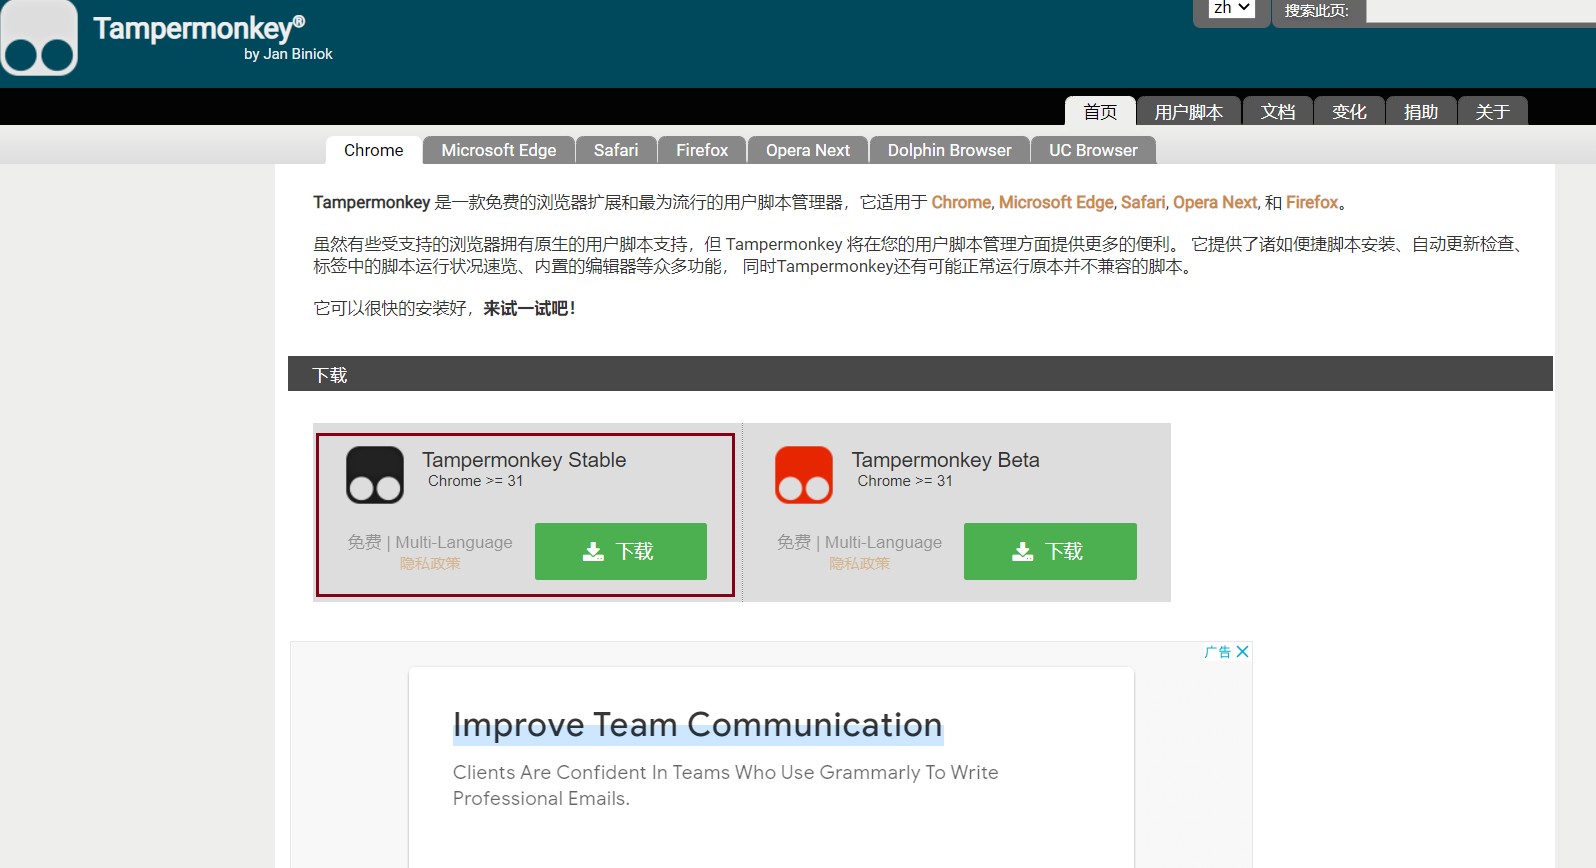 Tampermonkey®
by Jan Biniok
zh
搜索此页:
首页 用户脚本 文档 变化 捐助 关于
Chrome Microsoft Edge Safari Firefox Opera Next Dolphin Browser UC Browser
Tampermonkey 是一款免费的浏览器扩展和最为流行的用户脚本管理器，它适用于 Chrome, Microsoft Edge, Safari, Opera Next, 和 Firefox。
虽然有些受支持的浏览器拥有原生的用户脚本支持，但 Tampermonkey 将在您的用户脚本管理方面提供更多的便利。 它提供了诸如便捷脚本安装、自动更新检查、
标签中的脚本运行状况速览、内置的编辑器等众多功能， 同时Tampermonkey还有可能正常运行原本并不兼容的脚本。
它可以很快的安装好，来试一试吧！
下载
Tampermonkey Stable
Chrome >= 31
免费 | Multi-Language
隐私政策
下载
Tampermonkey Beta
Chrome >= 31
免费 | Multi-Language
隐私政策
下载
广告
Improve Team Communication
Clients Are Confident In Teams Who Use Grammarly To Write
Professional Emails.